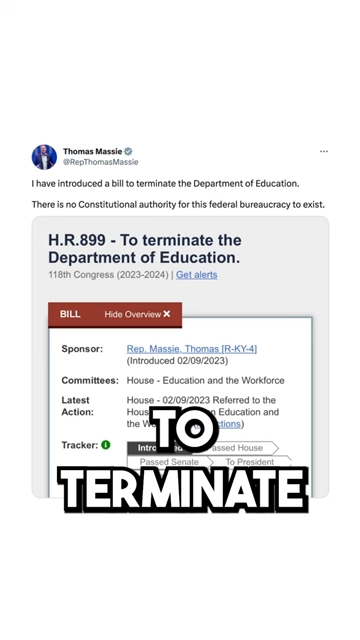 Thomas Massie
@RepThomasMassie
I have introduced a bill to terminate the Department of Education.
There is no Constitutional authority for this federal bureaucracy to exist.
H.R.899 - To terminate the
Department of Education.
118th Congress (2023-2024) | Get alerts
BILL Hide Overview ✕
Sponsor: Rep. Massie, Thomas [R-KY-4]
(Introduced 02/09/2023)
Committees: House - Education and the Workforce
Latest House - 02/09/2023 Referred to the
Action: Education and
the
Tracker: Passed House
Passed Senate To President
TO
TERMINATE